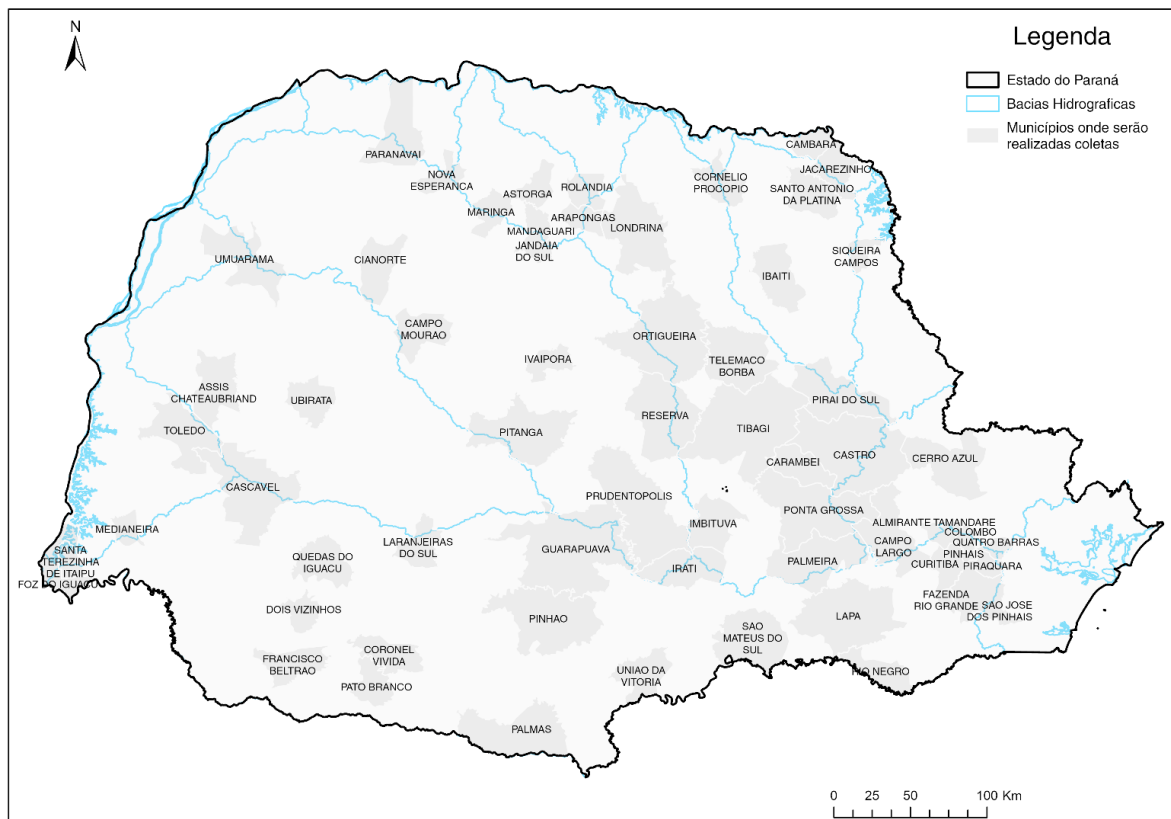 N
Legenda
Estado do Paraná
Bacias Hidrograficas
Municípios onde serão
realizadas coletas
CAMBARA
JACAREZINHO
PARANAVAI
NOVA
ESPERANCA
ASTORGA
ROLANDIA
CORNELIO
PROCOPIO
SANTO ANTONIO
DA PLATINA
MARINGA
ARAPONGAS
LONDRINA
MANDAGUARI
JANDAIA
DO SUL
UMUARAMA
CIANORTE
SIQUEIRA
CAMPOS
IBAITI
CAMPO
MOURAO
ORTIGUEIRA
IVAIPORA
TELEMACO
BORBA
ASSIS
CHATEAUBRIAND
UBIRATA
PIRAI DO SUL
RESERVA
TOLEDO
PITANGA
TIBAGI
CARAMBEI
CASTRO
CERRO AZUL
CASCAVEL
PRUDENTOPOLIS
PONTA GROSSA
MEDIANEIRA
IMBITUVA
ALMIRANTE TAMANDARE
COLOMBO
LARANJEIRAS
DO SUL
GUARAPUAVA
CAMPO
LARGO
QUATRO BARRAS
PINHAIS
SANTA
TEREZINHA
DE ITAIPU
FOZ DO IGUACU
QUEDAS DO
IGUACU
IRATI
PALMEIRA
CURITIBA
PIRAQUARA
DOIS VIZINHOS
PINHAO
LAPA
FAZENDA
RIO GRANDE
SAO JOSE
DOS PINHAIS
SAO
MATEUS DO
SUL
FRANCISCO
BELTRAO
CORONEL
VIVIDA
PATO BRANCO
UNIAO DA
VITORIA
RIO NEGRO
PALMAS
0 25 50 100 Km